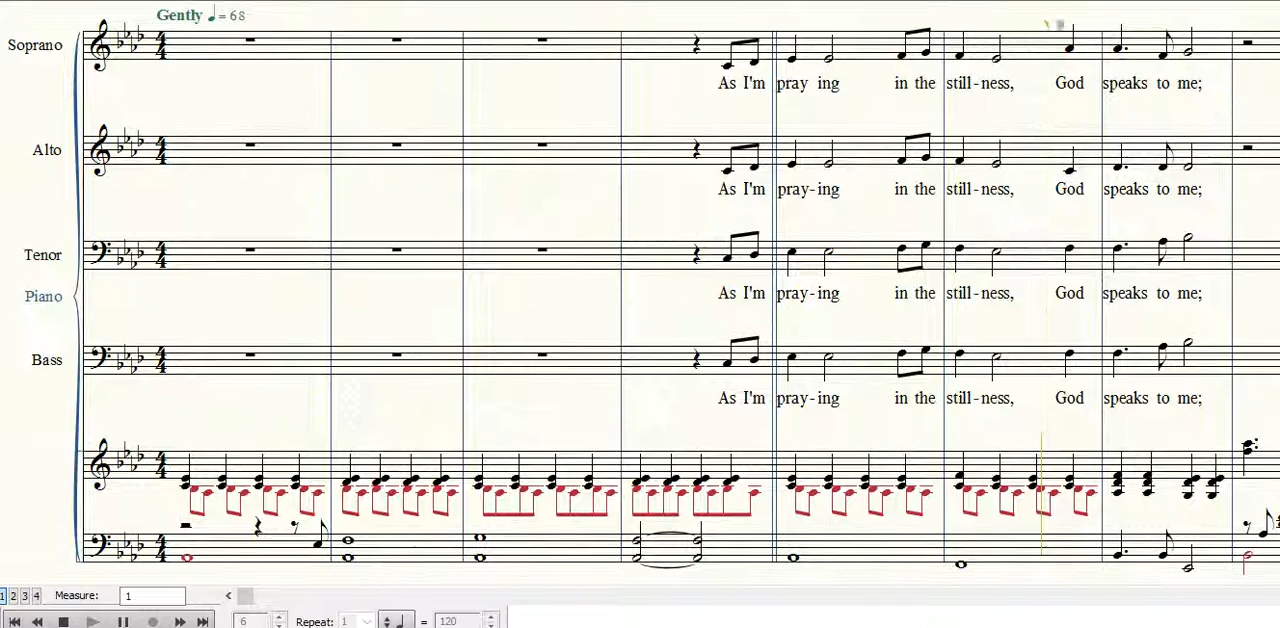 Gently ♩ = 68
Soprano
As I'm pray ing in the still-ness, God speaks to me;
Alto
As I'm pray-ing in the still-ness, God speaks to me;
Tenor
As I'm pray-ing in the still-ness, God speaks to me;
Piano
Bass
As I'm pray-ing in the still-ness, God speaks to me;
1 2 3 4 Measure: 1 <
6 Repeat: 1 ♩ = 120